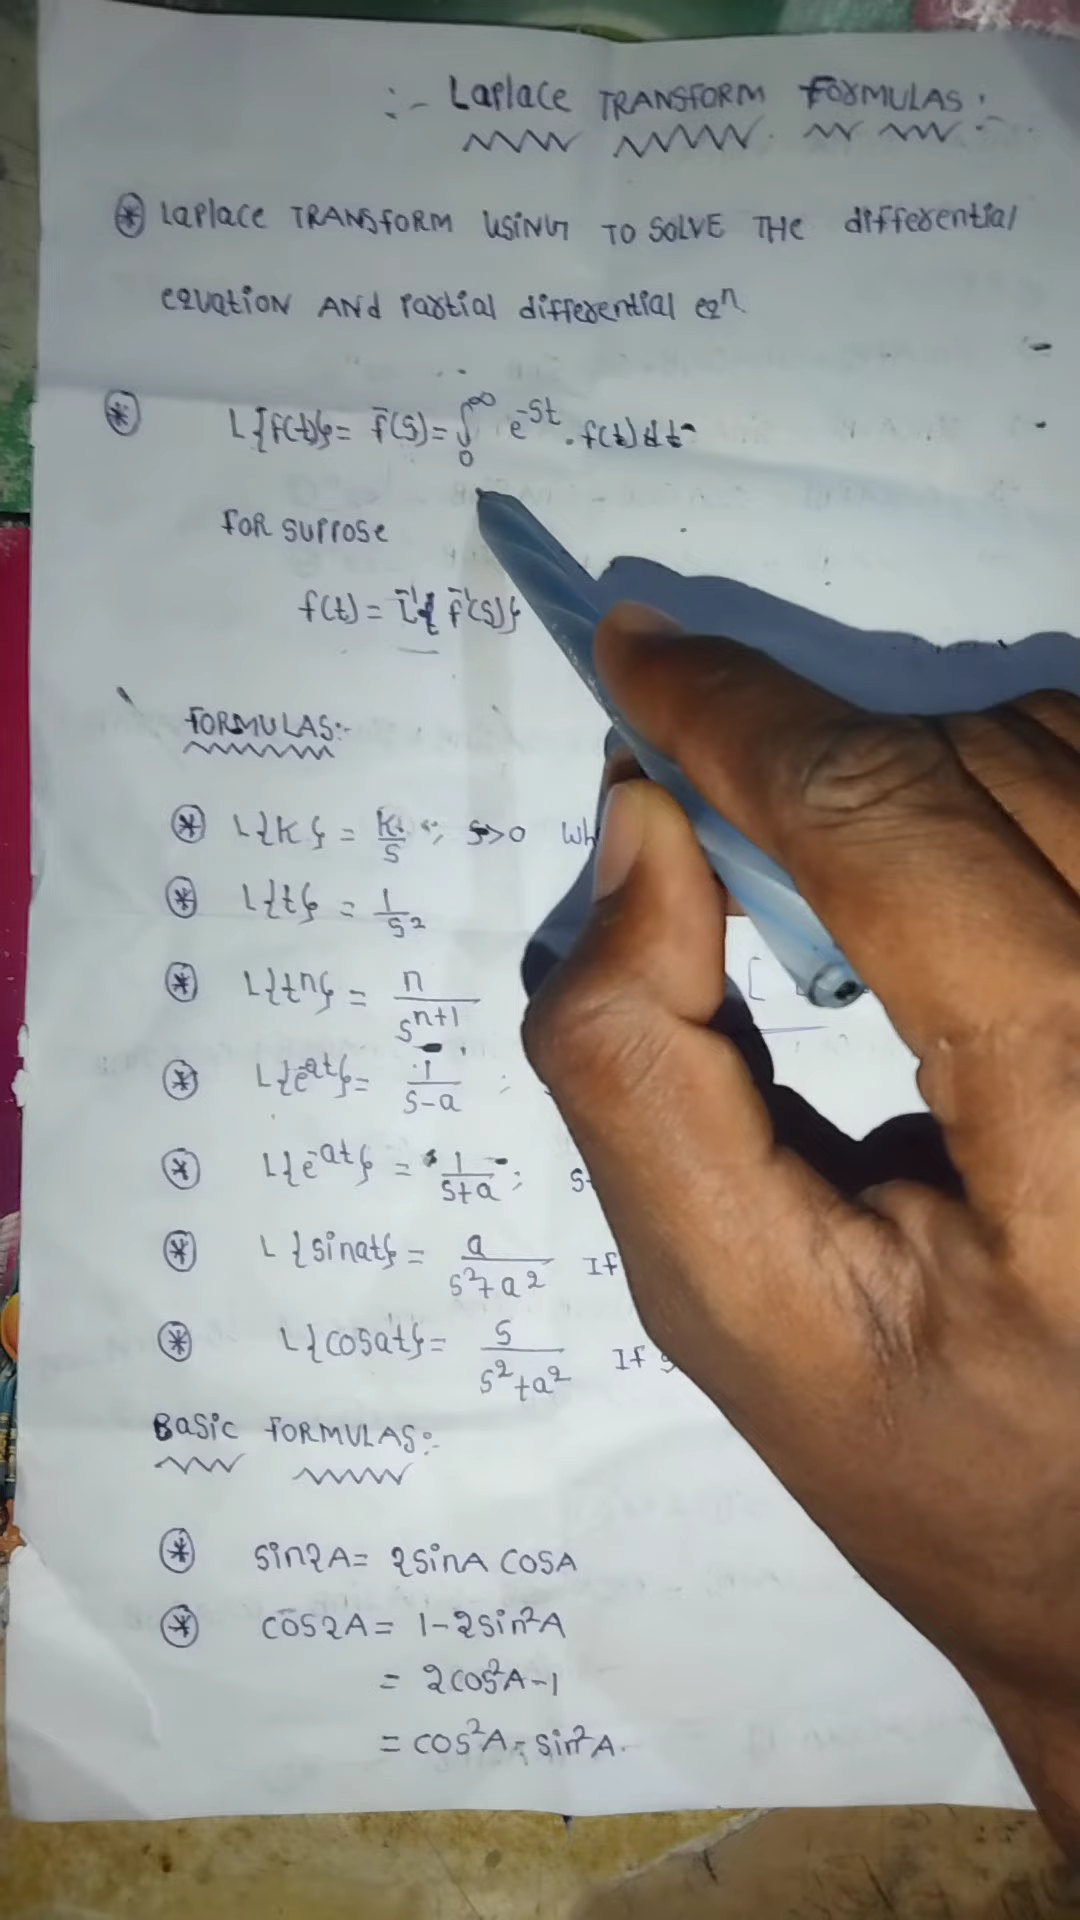 :- Laplace TRANSFORM FORMULAS:
* Laplace TRANSFORM USING TO SOLVE THE differential
equation AND Partial differential eqn.
* L{f(t)} = f̄(s) = ∫₀^∞ e^-st . f(t) dt
FOR SUPPOSE
f(t) = L̄¹{f̄¹(s)}
FORMULAS:-
* L{K} = K/s ; s>0
* L{t} = 1/s²
* L{tn} = n/s^n+1
[
* L{e^-at} = 1/s-a ;
* L{e^-at} = 1/s+a ;
* L{sinat} = a/s²+a² If
* L{cosat} = s/s²+a² If
BASIC FORMULAS:-
* sin2A = 2sinA cosA
* cos2A = 1-2sin²A
= 2cos²A-1
= cos²A-sin²A.